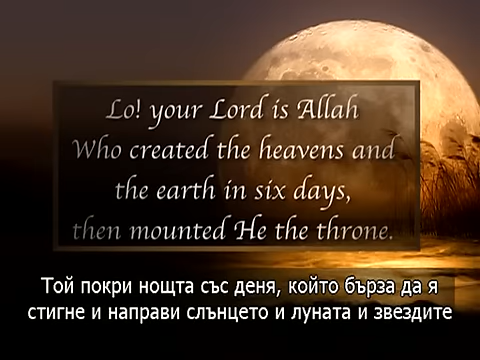 Lo! your Lord is Allah
Who created the heavens and
the earth in six days,
then mounted He the throne.
Той покри нощта със деня, който бърза да я
стигне и направи слънцето и луната и звездите